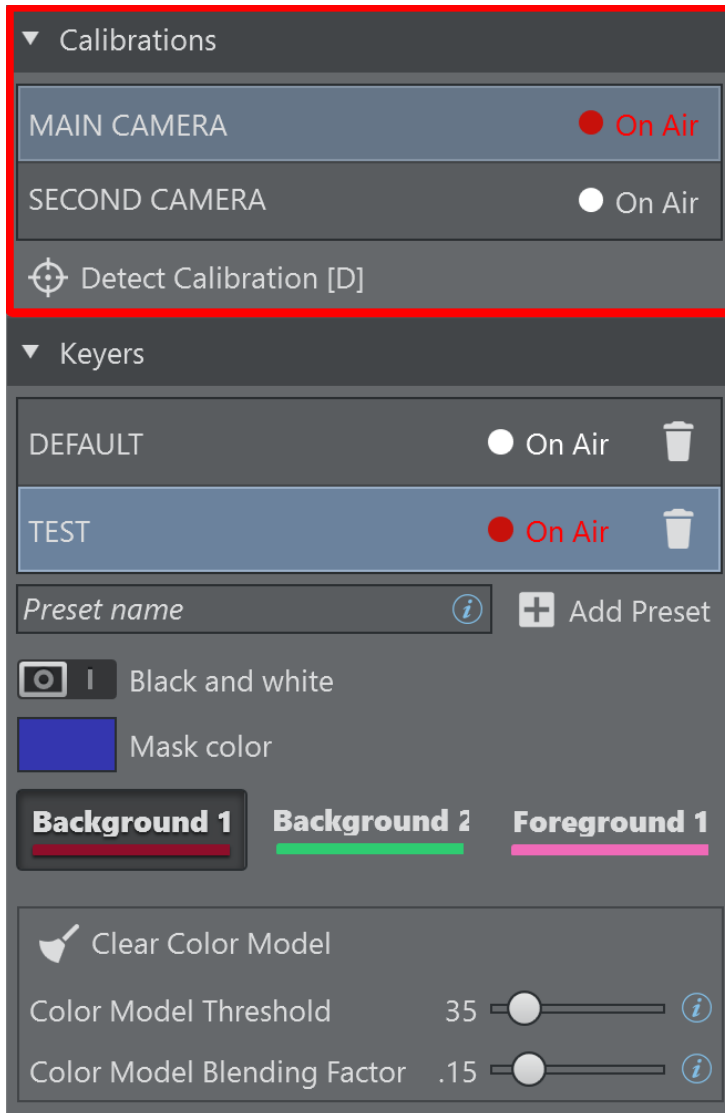 Calibrations
MAIN CAMERA On Air
SECOND CAMERA On Air
Detect Calibration [D]
Keyers
DEFAULT On Air
TEST On Air
Preset name Add Preset
Black and white
Mask color
Background 1 Background 2 Foreground 1
Clear Color Model
Color Model Threshold 35
Color Model Blending Factor .15